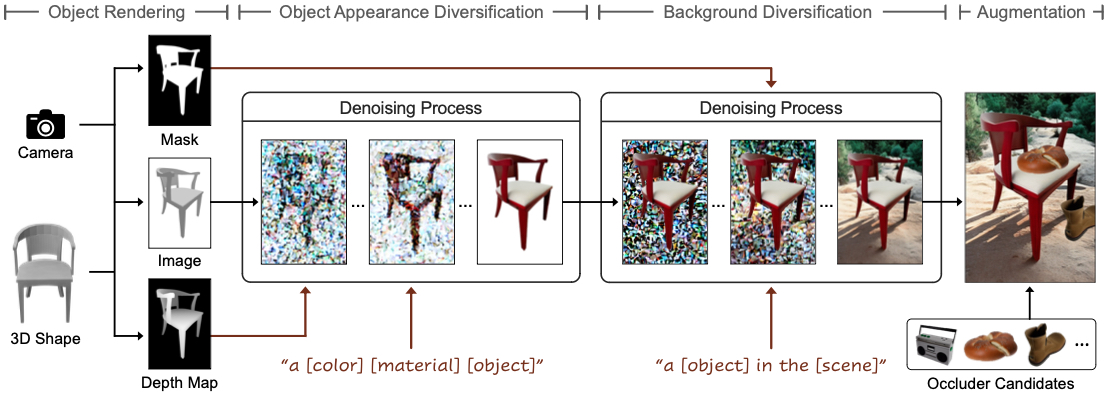 Object Rendering
Object Appearance Diversification
Background Diversification
Augmentation
Camera
3D Shape
Mask
Image
Depth Map
Denoising Process
... ...
“a [color] [material] [object]”
Denoising Process
... ...
“a [object] in the [scene]”
...
Occluder Candidates